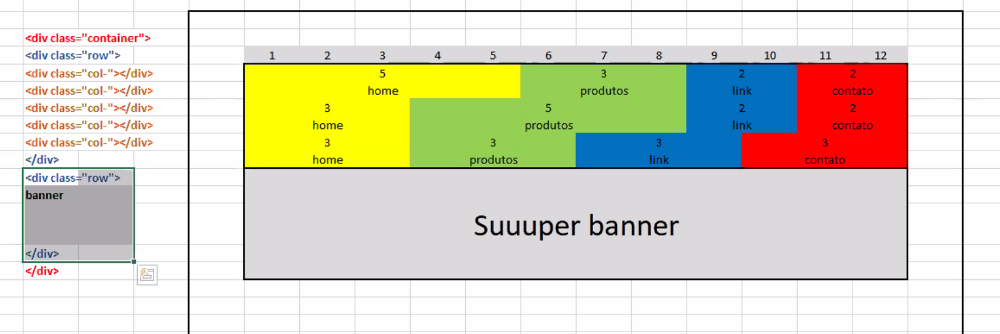 <div class="container">
<div class="row">
<div class="col-"></div>
<div class="col-"></div>
<div class="col-"></div>
<div class="col-"></div>
<div class="col-"></div>
</div>
<div class="row">
banner
</div>
</div>
1 2 3 4 5 6 7 8 9 10 11 12
5 3 2 2
home produtos link contato
3 5 2 2
home produtos link contato
3 3 3 3
home produtos link contato
Suuuper banner